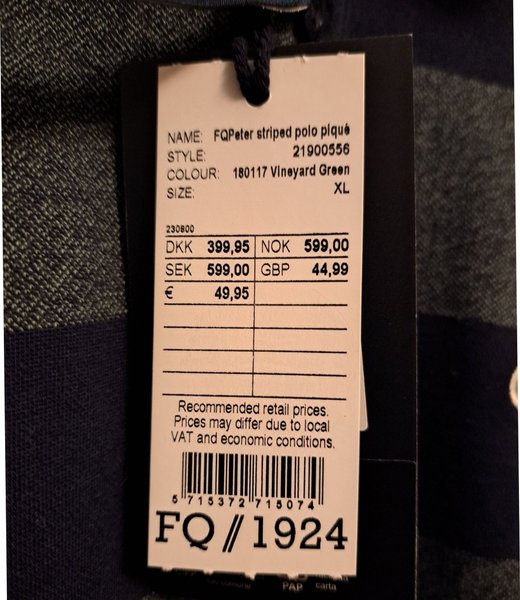 NAME: FQPeter striped polo piqué
STYLE: 21900556
COLOUR: 180117 Vineyard Green
SIZE: XL
230800
DKK 399,95 NOK 599,00
SEK 599,00 GBP 44,99
€ 49,95
Recommended retail prices.
Prices may differ due to local
VAT and economic conditions.
5 715372 715074
FQ // 1924
PAP carta